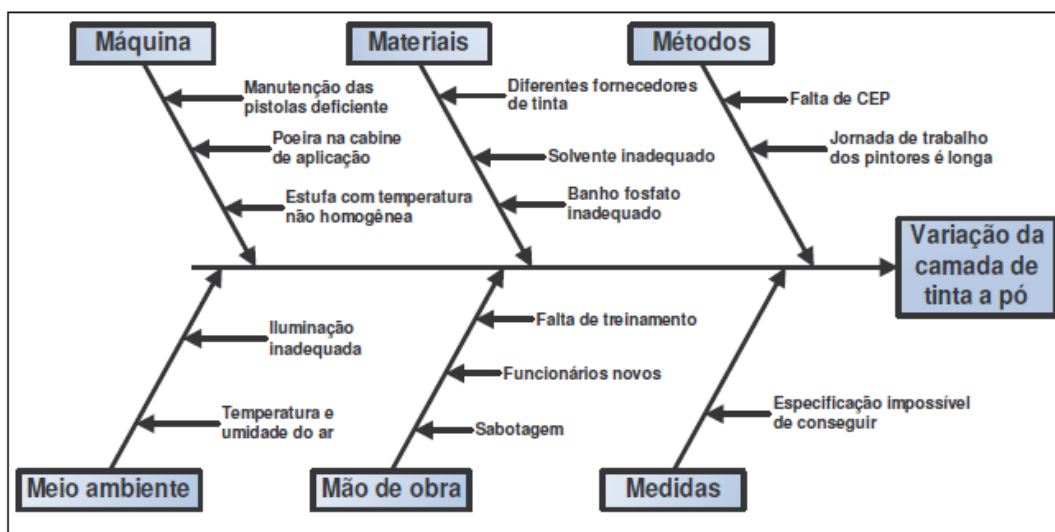 Máquina
Materiais
Métodos
Manutenção das
pistolas deficiente
Poeira na cabine
de aplicação
Estufa com temperatura
não homogênea
Diferentes fornecedores
de tinta
Solvente inadequado
Banho fosfato
inadequado
Falta de CEP
Jornada de trabalho
dos pintores é longa
Variação da
camada de
tinta a pó
Iluminação
inadequada
Temperatura e
umidade do ar
Falta de treinamento
Funcionários novos
Sabotagem
Especificação impossível
de conseguir
Meio ambiente
Mão de obra
Medidas